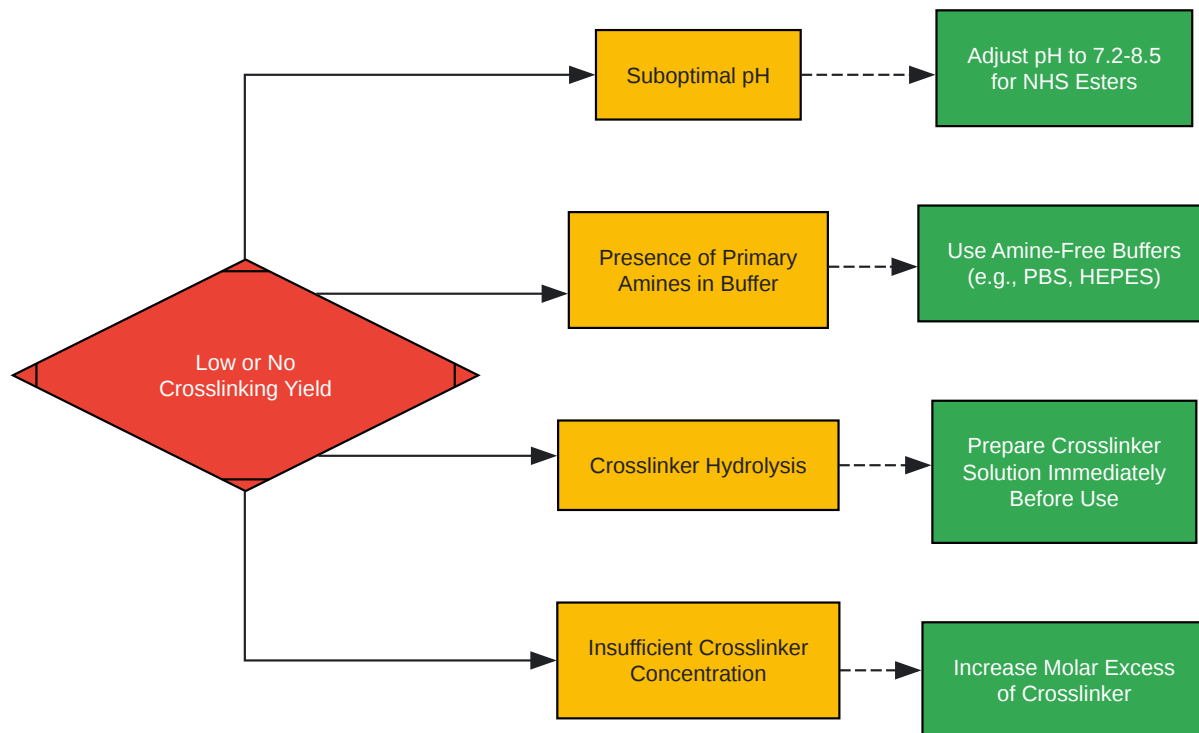 Suboptimal pH
Adjust pH to 7.2-8.5
for NHS Esters
Presence of Primary
Amines in Buffer
Use Amine-Free Buffers
(e.g., PBS, HEPES)
Low or No
Crosslinking Yield
Crosslinker Hydrolysis
Prepare Crosslinker
Solution Immediately
Before Use
Insufficient Crosslinker
Concentration
Increase Molar Excess
of Crosslinker